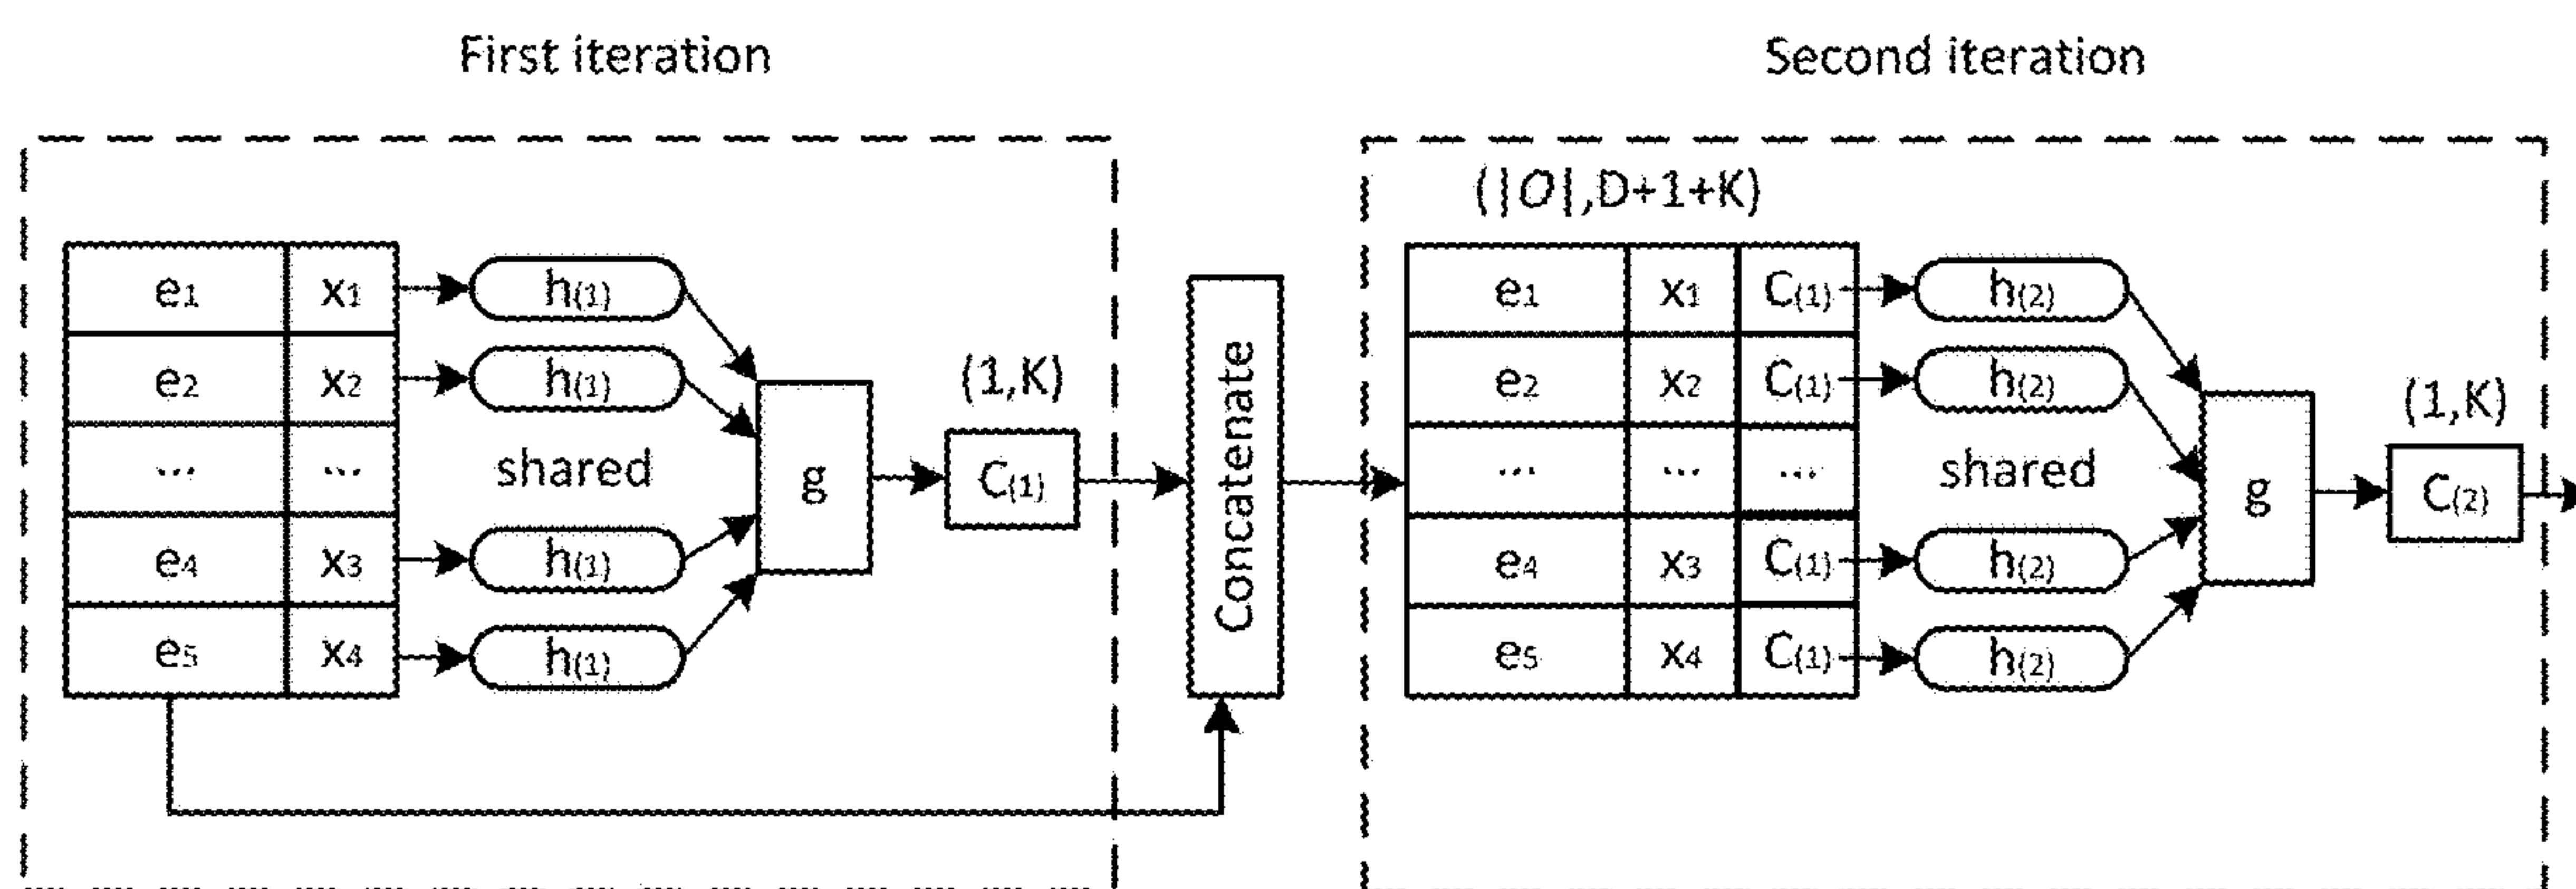 First iteration
e1 x1 h(1)
e2 x2 h(1)
... ... shared
e4 x3 h(1)
e5 x4 h(1)
g
(1,K)
C(1)
Concatenate
Second iteration
(|O|,D+1+K)
e1 x1 C(1) h(2)
e2 x2 C(1) h(2)
... ... ... shared
e4 x3 C(1) h(2)
e5 x4 C(1) h(2)
g
(1,K)
C(2)